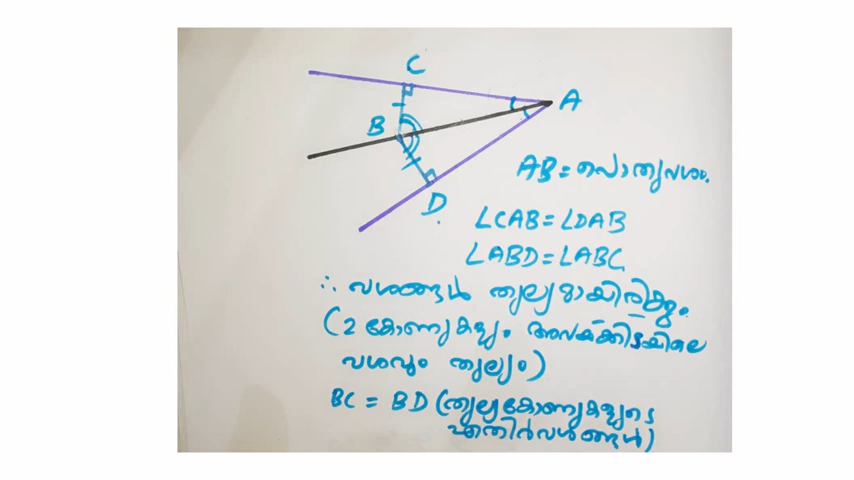 C
A
B
D
AB = പൊതുവശം.
∠CAB = ∠DAB
∠ABD = ∠ABC
∴ വശങ്ങൾ തുല്യമായിരിക്കും.
(2 കോണുകളും അവയ്ക്കിടയിലെ
വശവും തുല്യം)
BC = BD (തുല്യകോണുകളുടെ
എതിർവശങ്ങൾ)